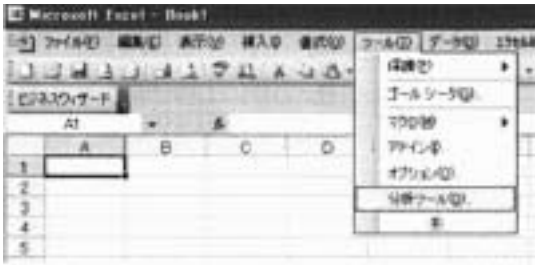 Microsoft Excel - Book1
ファイル(F) 編集(E) 表示(V) 挿入(I) 書式(O) ツール(T) データ(D)
ビジネスウィザード
A1
A B C D
1
2
3
4
5
保護(P)
ゴール シーク(G)...
マクロ(M)
アドイン(I)...
オプション(O)...
分析ツール(D)...